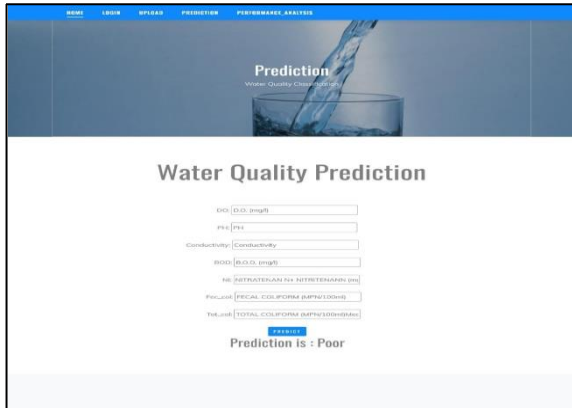 HOME LOGIN UPLOAD PREDICTION PERFORMANCE_ANALYSIS
Prediction
Water Quality Classification
Water Quality Prediction
DO: D.O. (mg/l)
PH: PH
Conductivity: Conductivity
BOD: B.O.D. (mg/l)
NI: NITRATENAN N+ NITRITENANN (mg
Fec_col: FECAL COLIFORM (MPN/100ml)
Tot_col: TOTAL COLIFORM (MPN/100ml)Mea
PREDICT
Prediction is : Poor